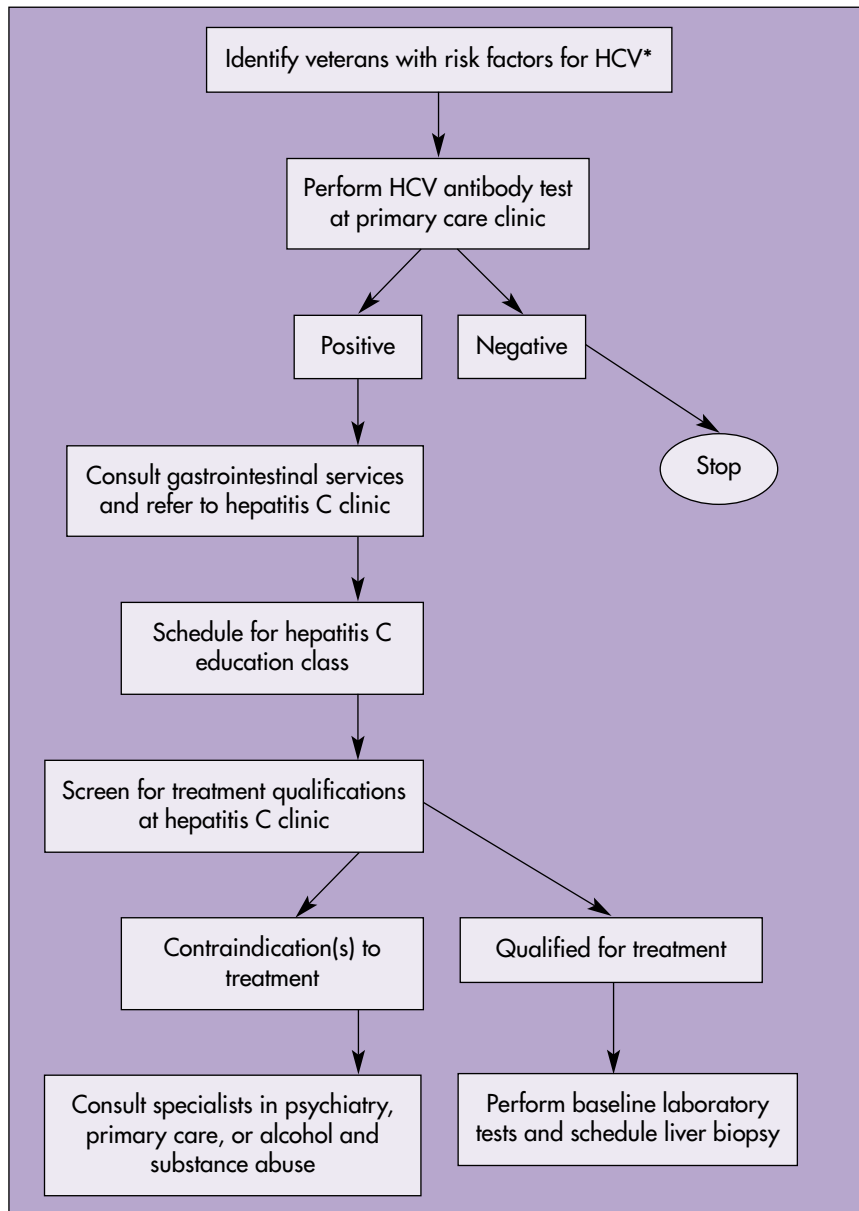 Identify veterans with risk factors for HCV*
Perform HCV antibody test
at primary care clinic
Positive
Negative
Consult gastrointestinal services
and refer to hepatitis C clinic
Stop
Schedule for hepatitis C
education class
Screen for treatment qualifications
at hepatitis C clinic
Contraindication(s) to
treatment
Qualified for treatment
Consult specialists in psychiatry,
primary care, or alcohol and
substance abuse
Perform baseline laboratory
tests and schedule liver biopsy